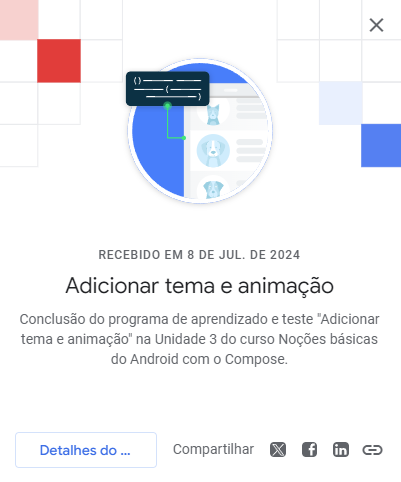 RECEBIDO EM 8 DE JUL. DE 2024
Adicionar tema e animação
Conclusão do programa de aprendizado e teste "Adicionar
tema e animação" na Unidade 3 do curso Noções básicas
do Android com o Compose.
Detalhes do ...
Compartilhar